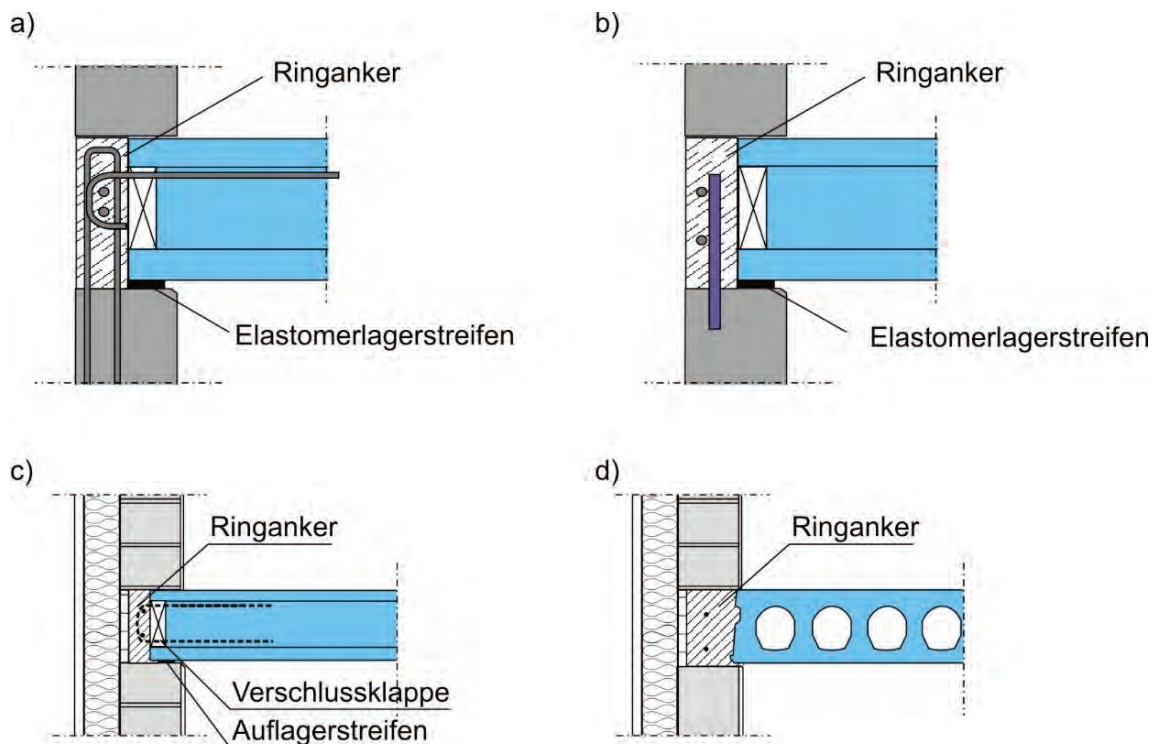 a)
Ringanker
Elastomerlagerstreifen
b)
Ringanker
Elastomerlagerstreifen
c)
Ringanker
Verschlussklappe
Auflagerstreifen
d)
Ringanker